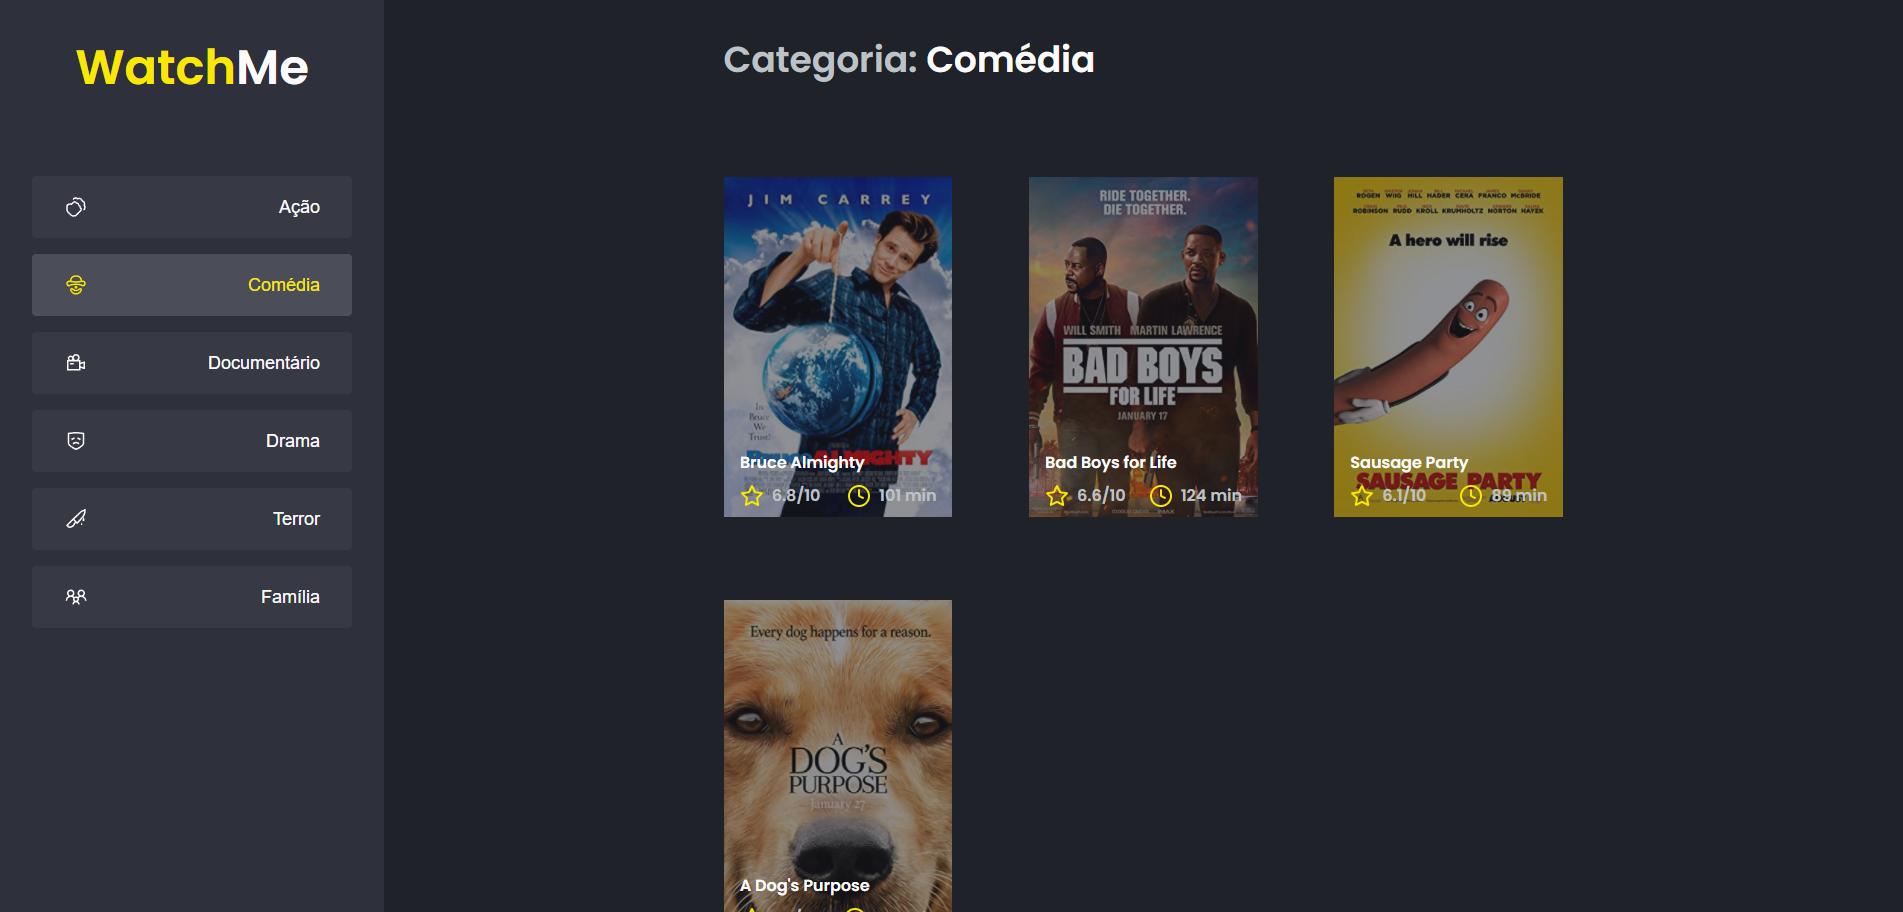 WatchMe
Categoria: Comédia
Ação
Comédia
Documentário
Drama
Terror
Família
JIM CARREY
In
Bruce
We
Trust?
BRUCE ALMIGHTY
Bruce Almighty
6.8/10 101 min
RIDE TOGETHER.
DIE TOGETHER.
WILL SMITH MARTIN LAWRENCE
BAD BOYS
FOR LIFE
JANUARY 17
Bad Boys for Life
6.6/10 124 min
ROGEN WIIG HILL HADER CERA FRANCO McBRIDE
ROBINSON RUDD KROLL KRUMHOLTZ NORTON HAYEK
A hero will rise
SAUSAGE PARTY
Sausage Party
6.1/10 89 min
Every dog happens for a reason.
A
DOG'S
PURPOSE
January 27
A Dog's Purpose